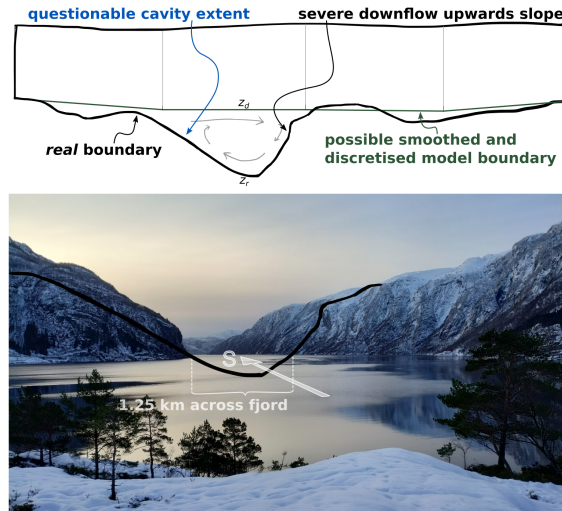 questionable cavity extent
severe downflow upwards slope
z_d
real boundary
possible smoothed and
discretised model boundary
z_r
S
1.25 km across fjord